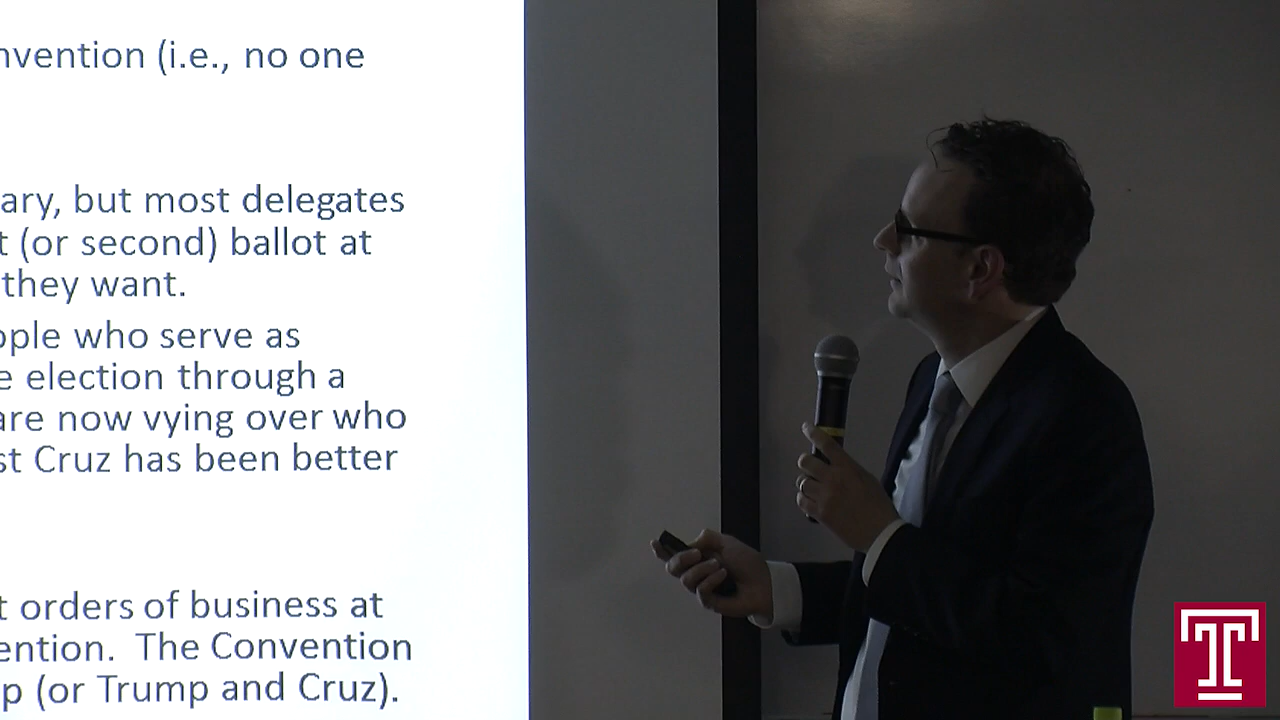 nvention (i.e., no one
ary, but most delegates
t (or second) ballot at
they want.
ople who serve as
e election through a
are now vying over who
st Cruz has been better
t orders of business at
ention. The Convention
p (or Trump and Cruz).
T